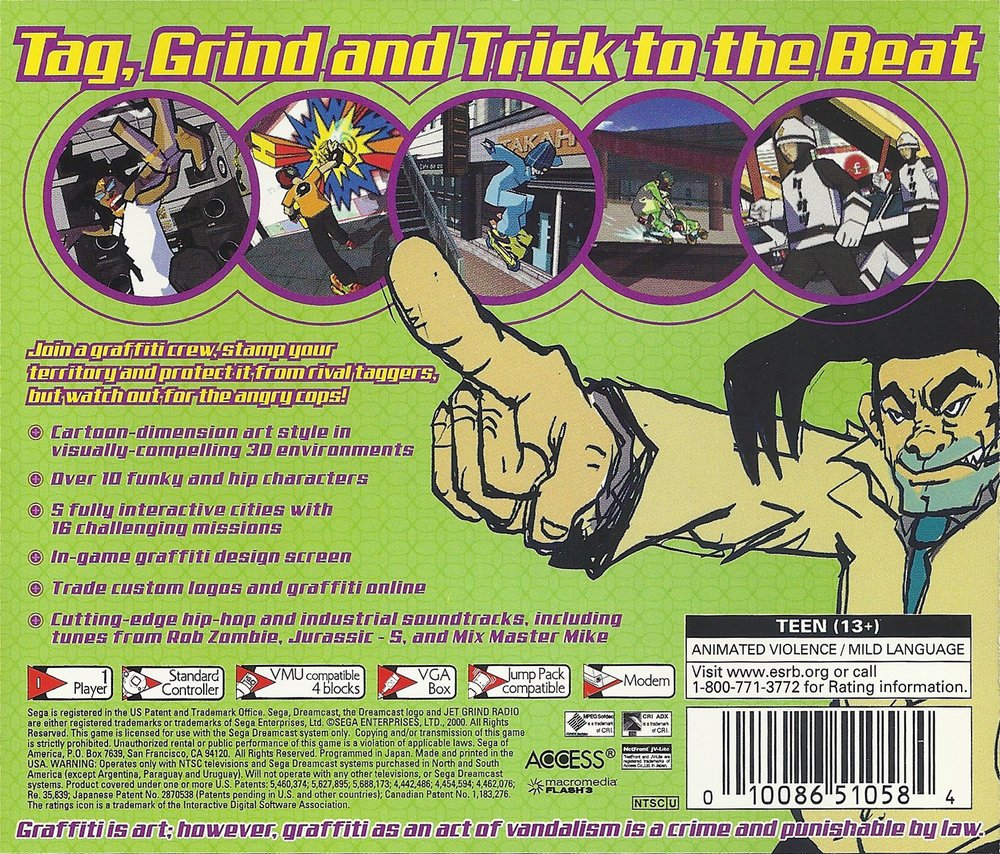 Tag, Grind and Trick to the Beat
TAKAH
Join a graffiti crew, stamp your
territory and protect it from rival taggers,
but watch out for the angry cops!
Cartoon-dimension art style in
visually-compelling 3D environments
Over 10 funky and hip characters
5 fully interactive cities with
16 challenging missions
In-game graffiti design screen
Trade custom logos and graffiti online
Cutting-edge hip-hop and industrial soundtracks, including
tunes from Rob Zombie, Jurassic - 5, and Mix Master Mike
1
Player
Standard
Controller
VMU compatible
4 blocks
VGA
Box
Jump Pack
compatible
Modem
TEEN (13+)
ANIMATED VIOLENCE / MILD LANGUAGE
Visit www.esrb.org or call
1-800-771-3772 for Rating information.
Sega is registered in the US Patent and Trademark Office. Sega, Dreamcast, the Dreamcast logo and JET GRIND RADIO
are either registered trademarks or trademarks of Sega Enterprises, Ltd. ©SEGA ENTERPRISES, LTD., 2000. All Rights
Reserved. This game is licensed for use with the Sega Dreamcast system only. Copying and/or transmission of this game
is strictly prohibited. Unauthorized rental or public performance of this game is a violation of applicable laws. Sega of
America, P.O. Box 7639, San Francisco, CA 94120. All Rights Reserved. Programmed in Japan. Made and printed in the
USA. WARNING: Operates only with NTSC televisions and Sega Dreamcast systems purchased in North and South
America (except Argentina, Paraguay and Uruguay). Will not operate with any other televisions, or Sega Dreamcast
systems. Product covered under one or more U.S. Patents: 5,460,374; 5,627,895; 5,688,173; 4,442,486; 4,454,594; 4,462,076;
Re. 35,839; Japanese Patent No. 2870538 (Patents pending in U.S. and other countries); Canadian Patent No. 1,183,276.
The ratings icon is a trademark of the Interactive Digital Software Association.
MPEG Sofdec
is a trademark
of CRI.
CRI ADX
is a trademark
of CRI.
ACCESS®
NetFront JV-Lite
macromedia
FLASH 3
NTSC U
0 10086 51058 4
Graffiti is art; however, graffiti as an act of vandalism is a crime and punishable by law.